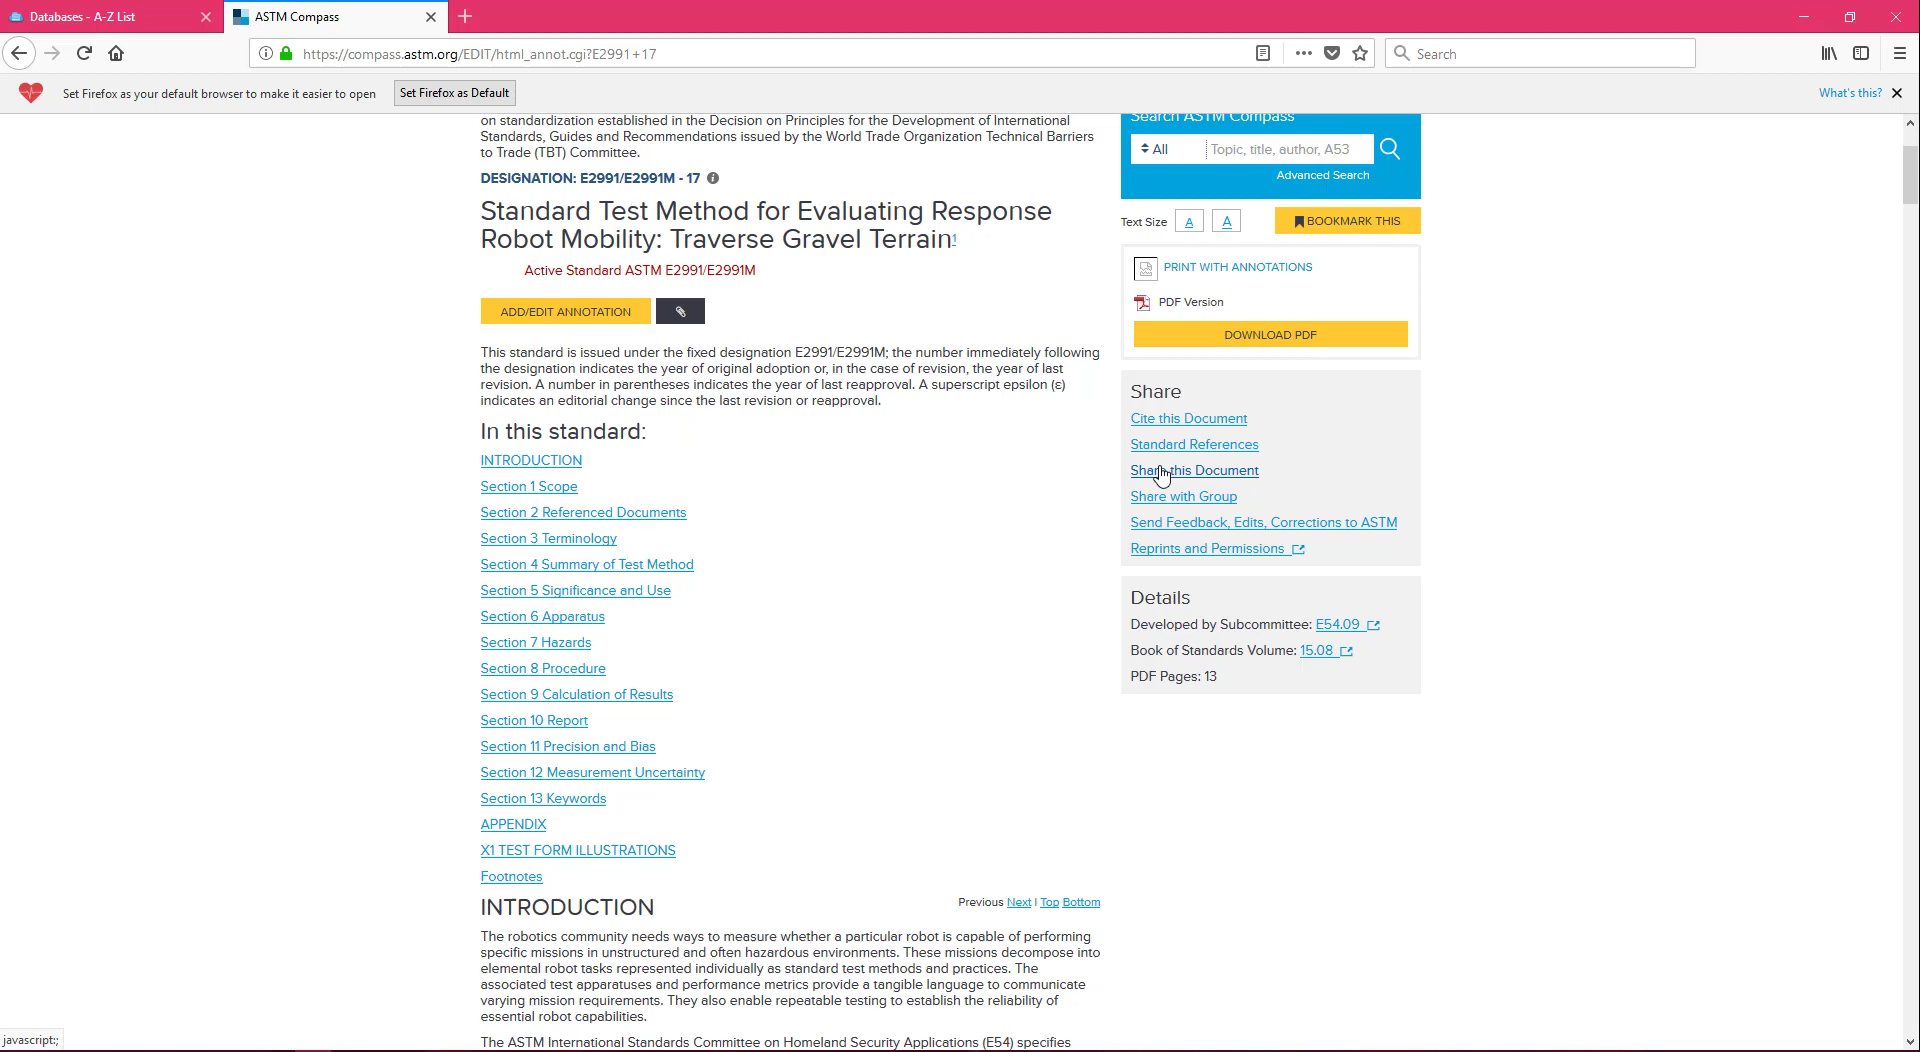 Databases - A-Z List
ASTM Compass
https://compass.astm.org/EDIT/html_annot.cgi?E2991+17
Search
Set Firefox as your default browser to make it easier to open
Set Firefox as Default
What's this?
on standardization established in the Decision on Principles for the Development of International
Standards, Guides and Recommendations issued by the World Trade Organization Technical Barriers
to Trade (TBT) Committee.
DESIGNATION: E2991/E2991M - 17
Standard Test Method for Evaluating Response
Robot Mobility: Traverse Gravel Terrain1
Active Standard ASTM E2991/E2991M
ADD/EDIT ANNOTATION
This standard is issued under the fixed designation E2991/E2991M; the number immediately following
the designation indicates the year of original adoption or, in the case of revision, the year of last
revision. A number in parentheses indicates the year of last reapproval. A superscript epsilon (ε)
indicates an editorial change since the last revision or reapproval.
In this standard:
INTRODUCTION
Section 1 Scope
Section 2 Referenced Documents
Section 3 Terminology
Section 4 Summary of Test Method
Section 5 Significance and Use
Section 6 Apparatus
Section 7 Hazards
Section 8 Procedure
Section 9 Calculation of Results
Section 10 Report
Section 11 Precision and Bias
Section 12 Measurement Uncertainty
Section 13 Keywords
APPENDIX
X1 TEST FORM ILLUSTRATIONS
Footnotes
INTRODUCTION
Previous Next | Top Bottom
The robotics community needs ways to measure whether a particular robot is capable of performing
specific missions in unstructured and often hazardous environments. These missions decompose into
elemental robot tasks represented individually as standard test methods and practices. The
associated test apparatuses and performance metrics provide a tangible language to communicate
varying mission requirements. They also enable repeatable testing to establish the reliability of
essential robot capabilities.
The ASTM International Standards Committee on Homeland Security Applications (E54) specifies
Search ASTM Compass
All
Topic, title, author, A53
Advanced Search
Text Size A A
BOOKMARK THIS
PRINT WITH ANNOTATIONS
PDF Version
DOWNLOAD PDF
Share
Cite this Document
Standard References
Share this Document
Share with Group
Send Feedback, Edits, Corrections to ASTM
Reprints and Permissions
Details
Developed by Subcommittee: E54.09
Book of Standards Volume: 15.08
PDF Pages: 13
javascript:;